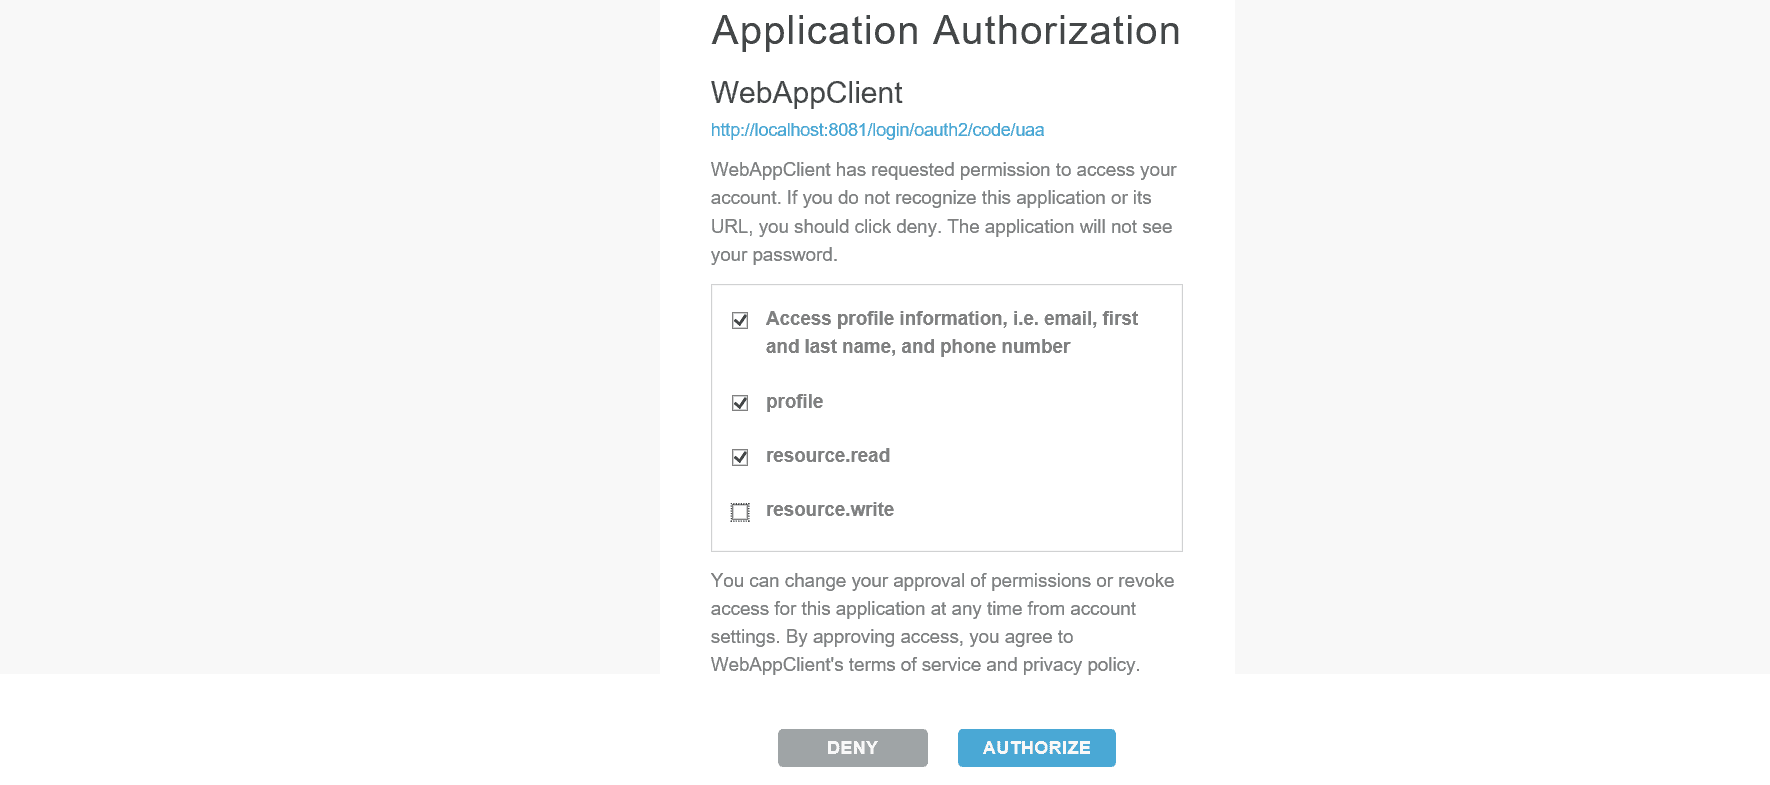 Application Authorization
WebAppClient
http://localhost:8081/login/oauth2/code/uaa
WebAppClient has requested permission to access your
account. If you do not recognize this application or its
URL, you should click deny. The application will not see
your password.
Access profile information, i.e. email, first
and last name, and phone number
profile
resource.read
resource.write
You can change your approval of permissions or revoke
access for this application at any time from account
settings. By approving access, you agree to
WebAppClient's terms of service and privacy policy.
DENY
AUTHORIZE